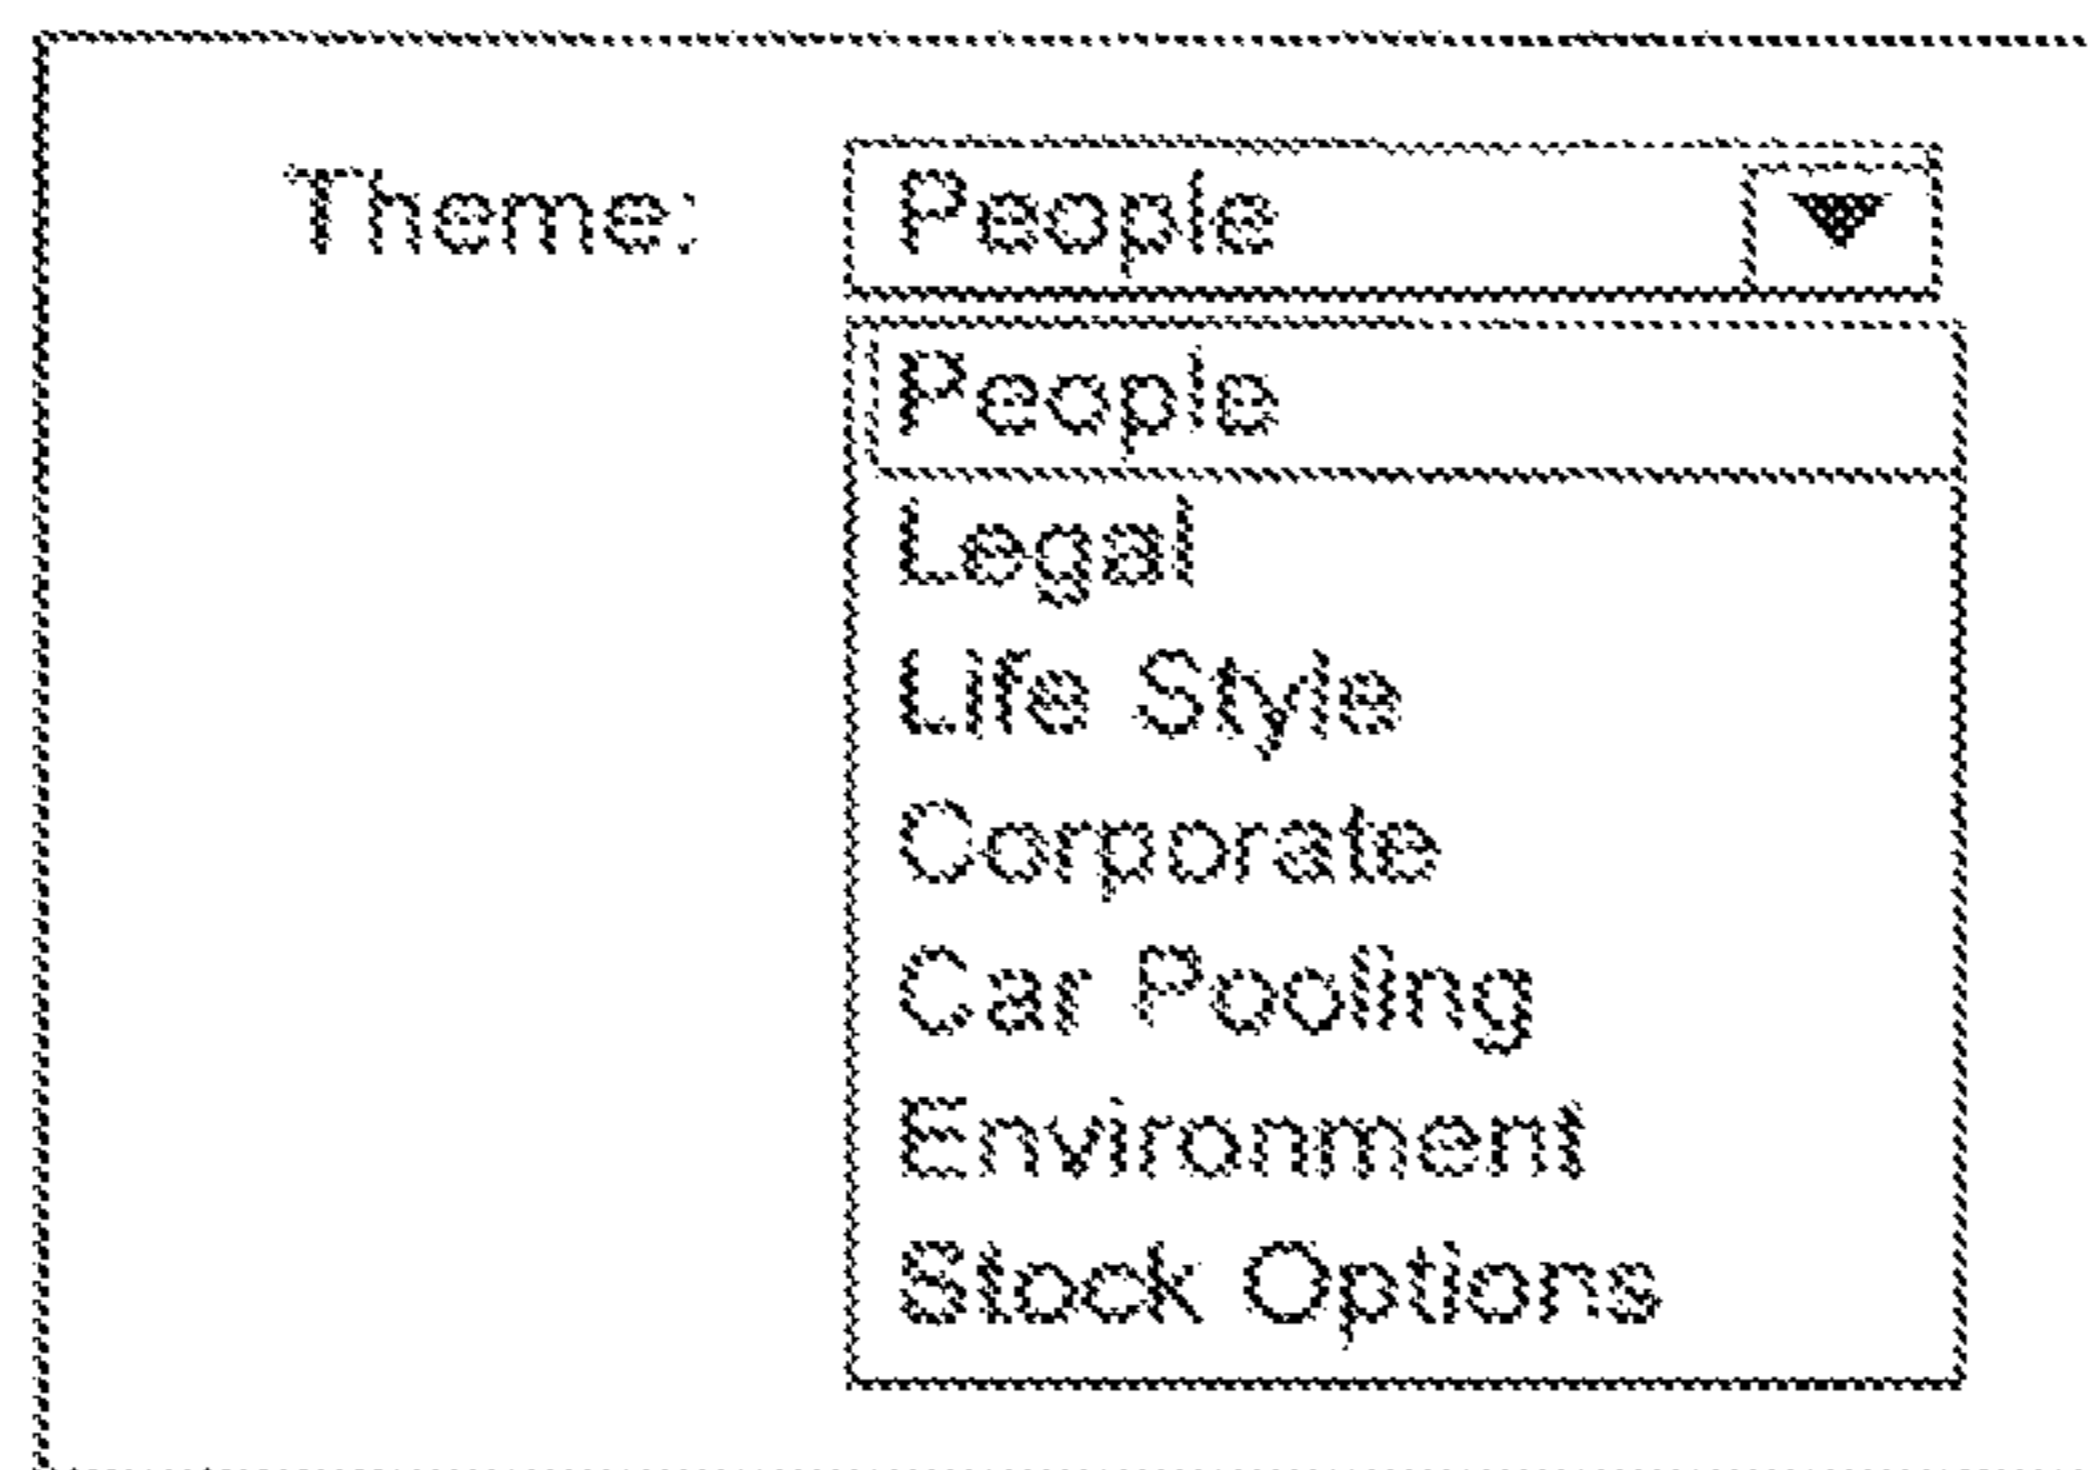 Theme: People
People
Legal
Life Style
Corporate
Car Pooling
Environment
Stock Options